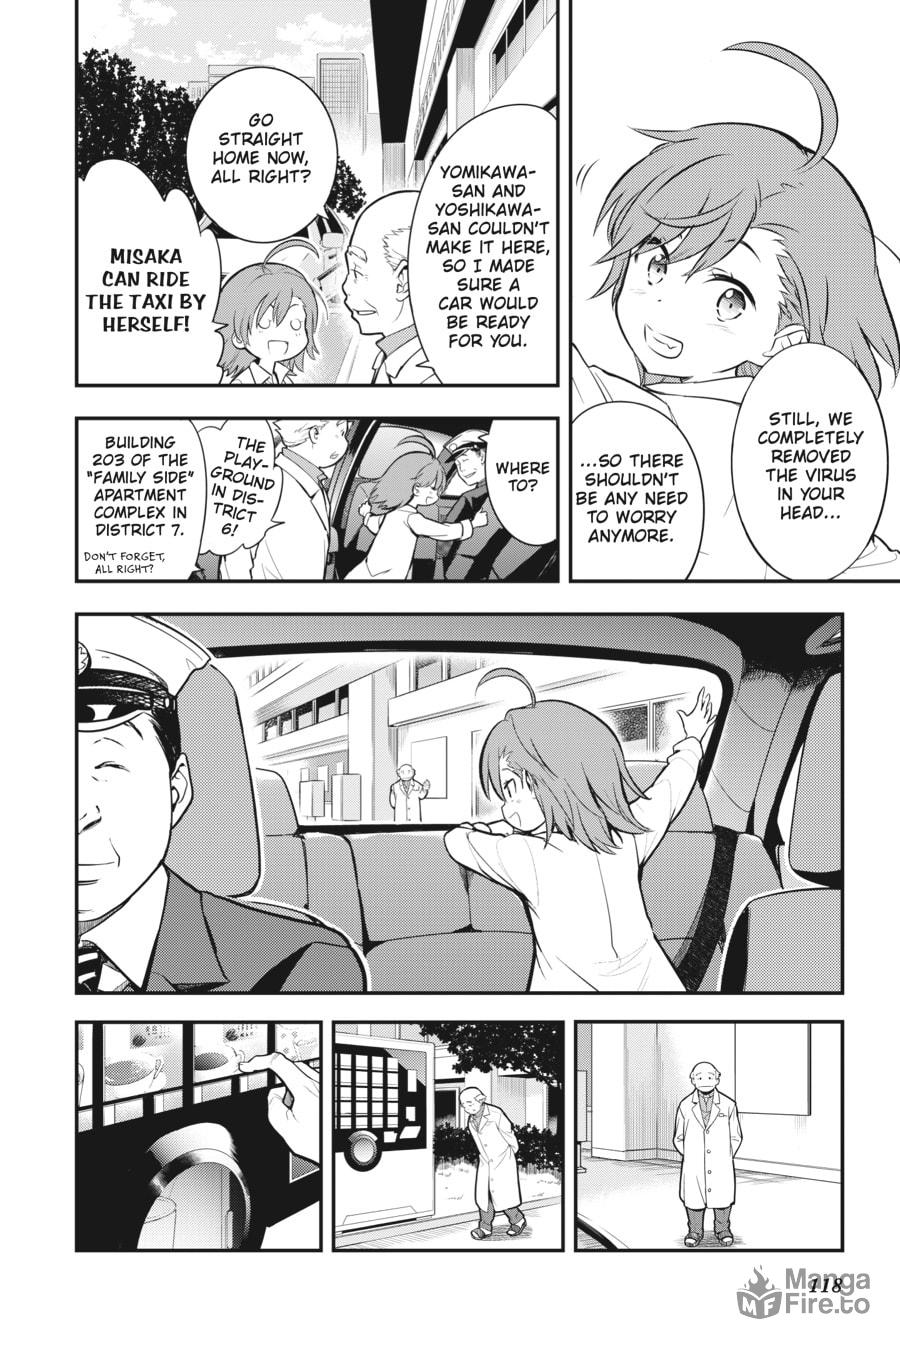 STILL, WE
COMPLETELY
REMOVED
THE VIRUS
IN YOUR
HEAD...
...SO THERE
SHOULDN'T
BE ANY NEED
TO WORRY
ANYMORE.
YOMIKAWA-
SAN AND
YOSHIKAWA-
SAN COULDN'T
MAKE IT HERE,
SO I MADE
SURE A
CAR WOULD
BE READY
FOR YOU.
GO
STRAIGHT
HOME NOW,
ALL RIGHT?
MISAKA
CAN RIDE
THE TAXI BY
HERSELF!
WHERE
TO?
THE
PLAY-
GROUND
IN DIS-
TRICT
6!
BUILDING
203 OF THE
"FAMILY SIDE"
APARTMENT
COMPLEX IN
DISTRICT 7.
DON'T FORGET,
ALL RIGHT?
118
Manga
Fire.to
MF